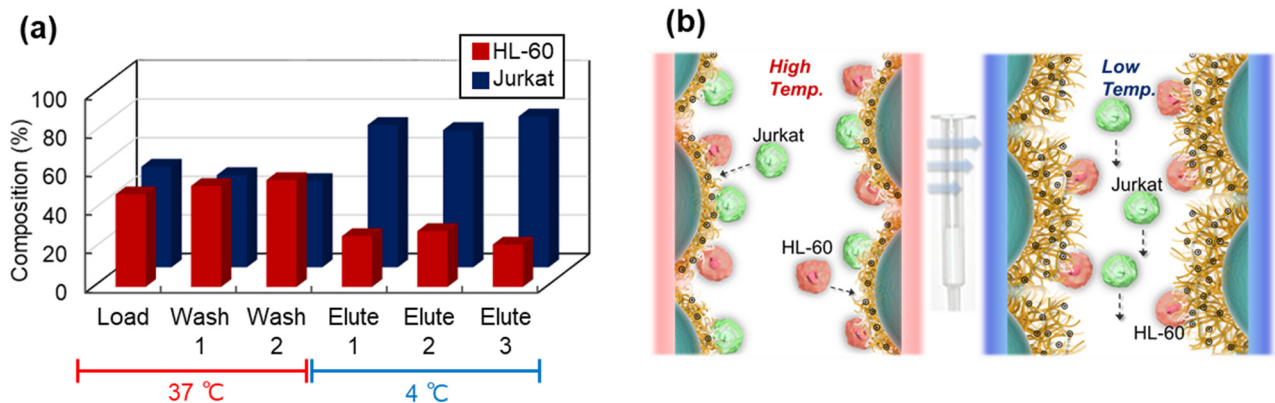 (a)
HL-60
Jurkat
Composition (%)
100
80
60
40
20
0
Load
Wash 1
Wash 2
Elute 1
Elute 2
Elute 3
37 ℃
4 ℃
(b)
High Temp.
Jurkat
HL-60
Low Temp.
Jurkat
HL-60